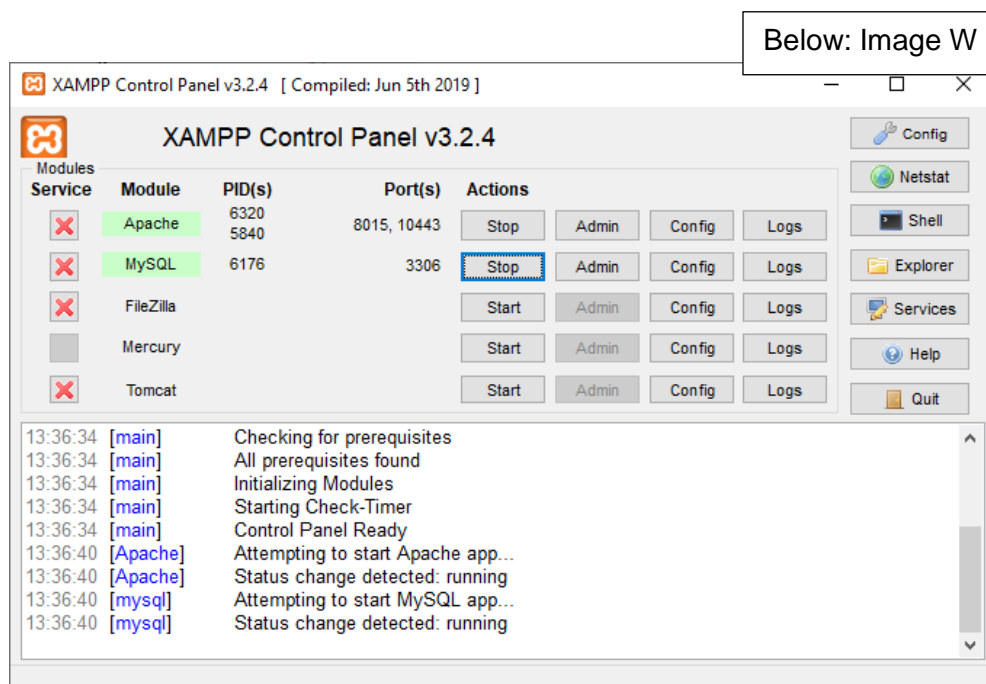 Below: Image W
XAMPP Control Panel v3.2.4 [ Compiled: Jun 5th 2019 ]
XAMPP Control Panel v3.2.4
Config
Modules
Service Module PID(s) Port(s) Actions
Netstat
Apache 6320 5840 8015, 10443 Stop Admin Config Logs
Shell
MySQL 6176 3306 Stop Admin Config Logs
Explorer
FileZilla Start Admin Config Logs
Services
Mercury Start Admin Config Logs
Help
Tomcat Start Admin Config Logs
Quit
13:36:34 [main] Checking for prerequisites
13:36:34 [main] All prerequisites found
13:36:34 [main] Initializing Modules
13:36:34 [main] Starting Check-Timer
13:36:34 [main] Control Panel Ready
13:36:40 [Apache] Attempting to start Apache app...
13:36:40 [Apache] Status change detected: running
13:36:40 [mysql] Attempting to start MySQL app...
13:36:40 [mysql] Status change detected: running